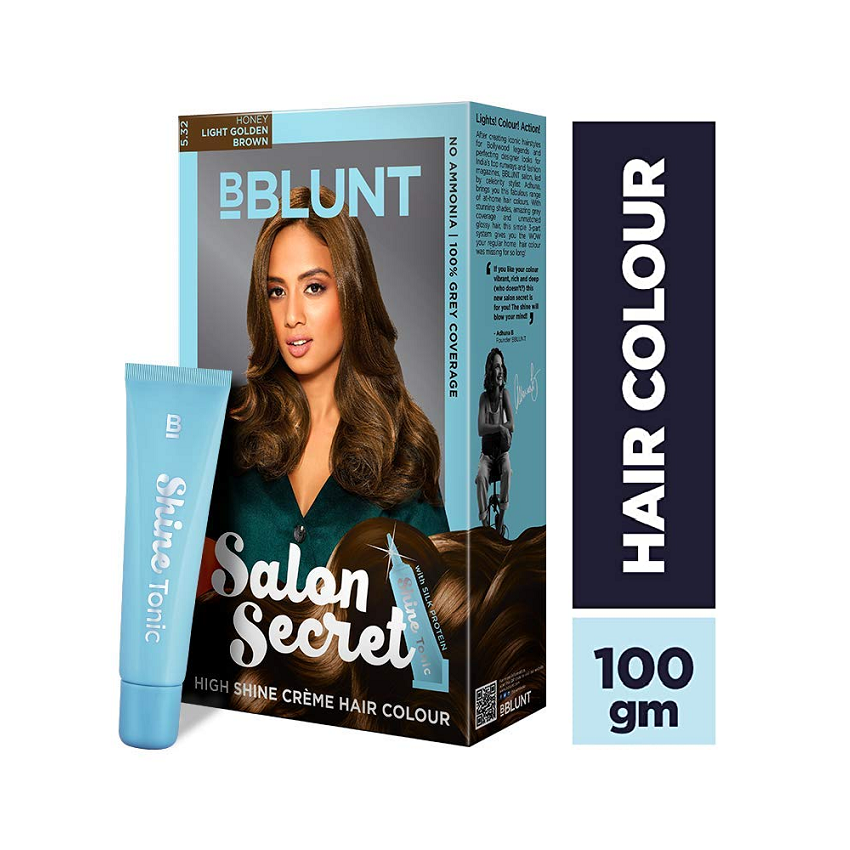 5.32
HONEY
LIGHT GOLDEN
BROWN
BBLUNT
NO AMMONIA | 100% GREY COVERAGE
Salon
Secret
with SILK PROTEIN
Shine Tonic
HIGH SHINE CRÈME HAIR COLOUR
B
Shine Tonic
Lights! Colour! Action!
After creating iconic hairstyles
for Bollywood legends and
perfecting designer looks for
India's top runways and fashion
magazines, BBLUNT salon, led
by celebrity stylist Adhuna,
brings you this fabulous range
of at-home hair colours. With
stunning shades, amazing grey
coverage and unmatched
glossy hair, this simple 3-part
system gives you the WOW
your regular home hair colour
was missing for so long!
‘ If you like your colour
vibrant, rich and deep
(who doesn't?) this
new salon secret is
for you! The shine will
blow your mind! ’
- Adhuna B
Founder BBLUNT
BBLUNT
HAIR COLOUR
100
gm